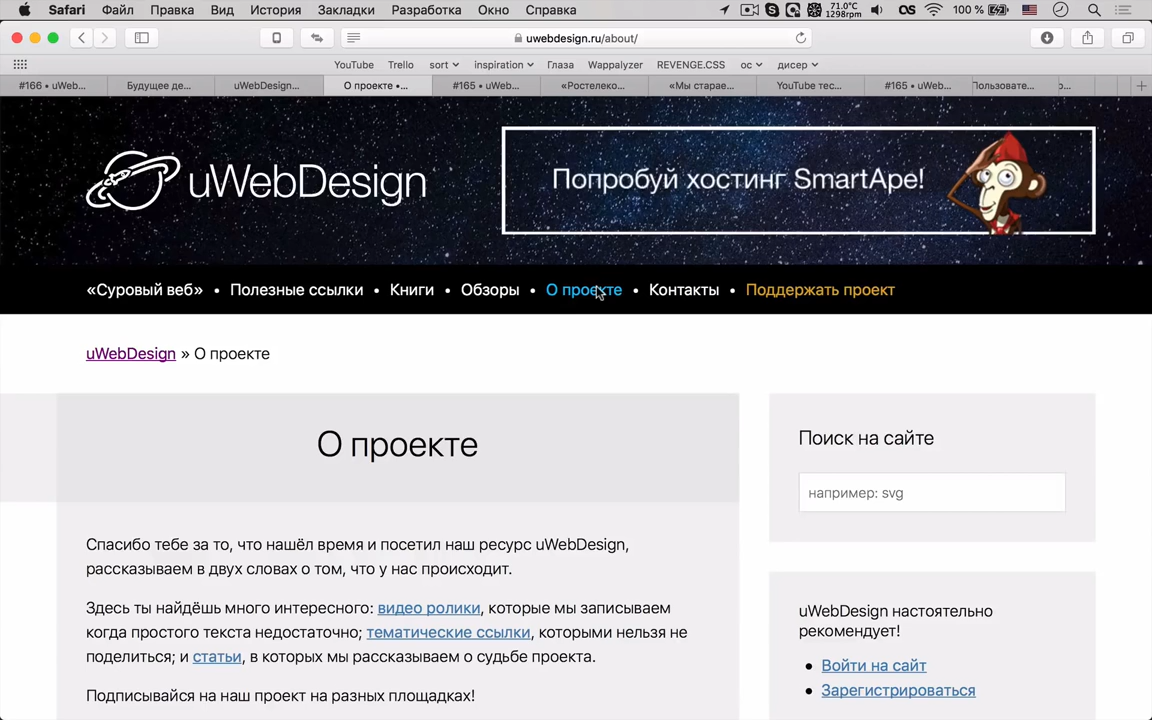 Safari Файл Правка Вид История Закладки Разработка Окно Справка 71.0°C 1298rpm 100 %
uwebdesign.ru/about/
YouTube Trello sort inspiration Глаза Wappalyzer REVENGE.CSS ос дисер
#166 • uWeb... Будущее де... uWebDesign... О проекте •... #165 • uWeb... «Ростелеко... «Мы старае... YouTube тес... #165 • uWeb... Пользовате...
uWebDesign
Попробуй хостинг SmartApe!
«Суровый веб» • Полезные ссылки • Книги • Обзоры • О проекте • Контакты • Поддержать проект
uWebDesign » О проекте
О проекте
Спасибо тебе за то, что нашёл время и посетил наш ресурс uWebDesign,
рассказываем в двух словах о том, что у нас происходит.
Здесь ты найдёшь много интересного: видео ролики, которые мы записываем
когда простого текста недостаточно; тематические ссылки, которыми нельзя не
поделиться; и статьи, в которых мы рассказываем о судьбе проекта.
Подписывайся на наш проект на разных площадках!
Поиск на сайте
например: svg
uWebDesign настоятельно
рекомендует!
• Войти на сайт
• Зарегистрироваться